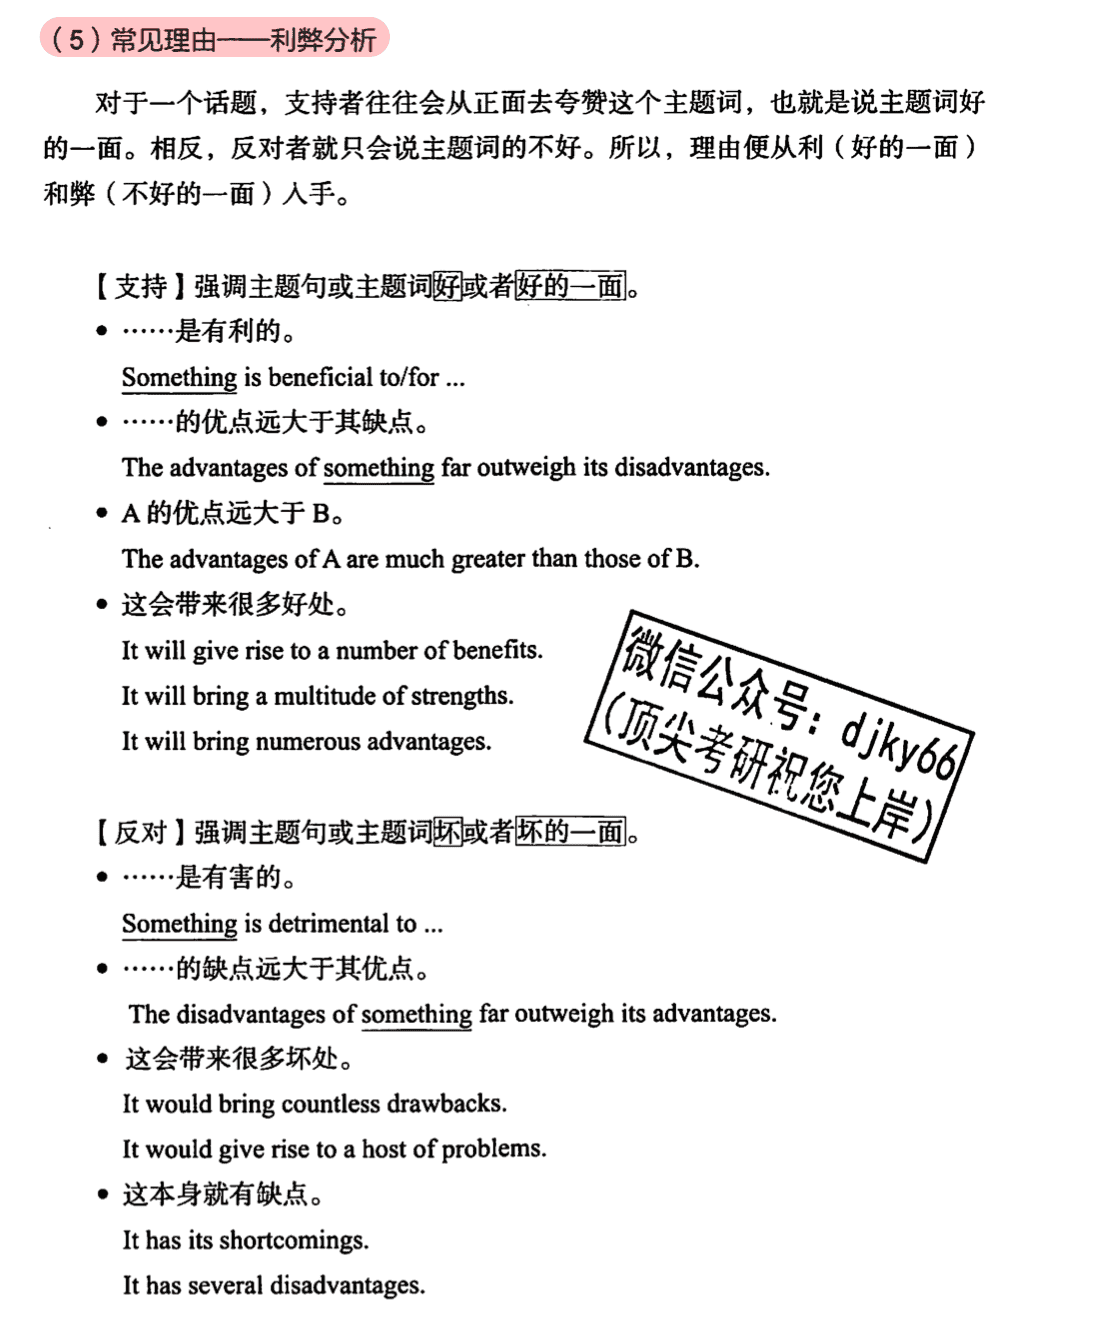 （5）常见理由——利弊分析
对于一个话题，支持者往往会从正面去夸赞这个主题词，也就是说主题词好
的一面。相反，反对者就只会说主题词的不好。所以，理由便从利（好的一面）
和弊（不好的一面）入手。
【支持】强调主题句或主题词好或者好的一面。
• ……是有利的。
Something is beneficial to/for ...
• ……的优点远大于其缺点。
The advantages of something far outweigh its disadvantages.
• A 的优点远大于 B。
The advantages of A are much greater than those of B.
• 这会带来很多好处。
It will give rise to a number of benefits.
It will bring a multitude of strengths.
It will bring numerous advantages.
微信公众号：djky66
（顶尖考研祝您上岸）
【反对】强调主题句或主题词坏或者坏的一面。
• ……是有害的。
Something is detrimental to ...
• ……的缺点远大于其优点。
The disadvantages of something far outweigh its advantages.
• 这会带来很多坏处。
It would bring countless drawbacks.
It would give rise to a host of problems.
• 这本身就有缺点。
It has its shortcomings.
It has several disadvantages.